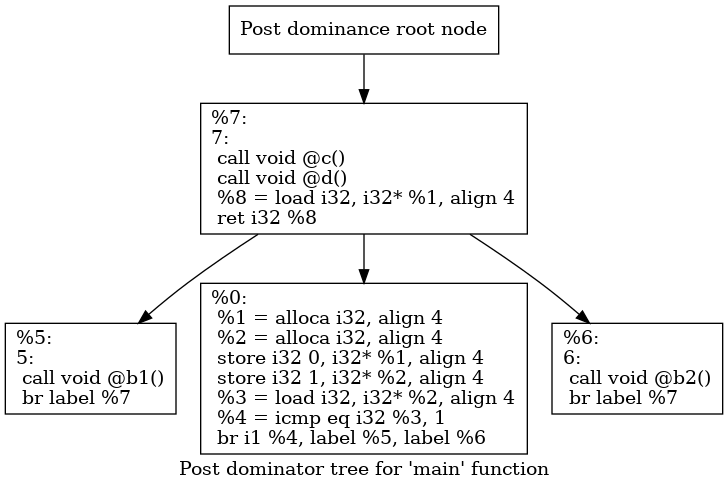 Post dominance root node
%7:
7:
call void @c()
call void @d()
%8 = load i32, i32* %1, align 4
ret i32 %8
%5:
5:
call void @b1()
br label %7
%0:
%1 = alloca i32, align 4
%2 = alloca i32, align 4
store i32 0, i32* %1, align 4
store i32 1, i32* %2, align 4
%3 = load i32, i32* %2, align 4
%4 = icmp eq i32 %3, 1
br i1 %4, label %5, label %6
%6:
6:
call void @b2()
br label %7
Post dominator tree for 'main' function